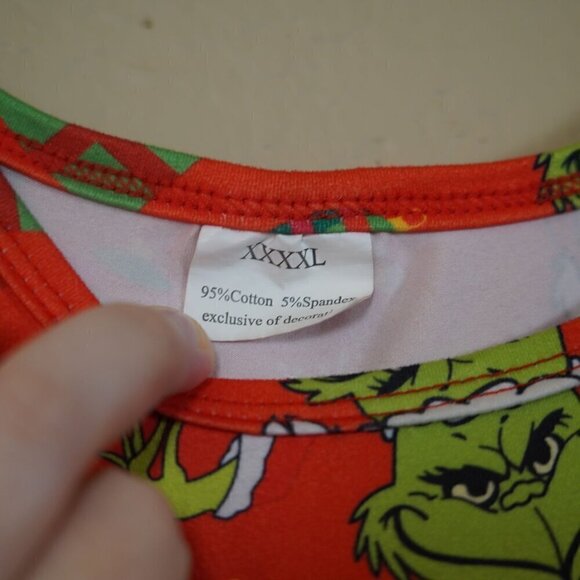 XXXXL
95%Cotton 5%Spandex
exclusive of